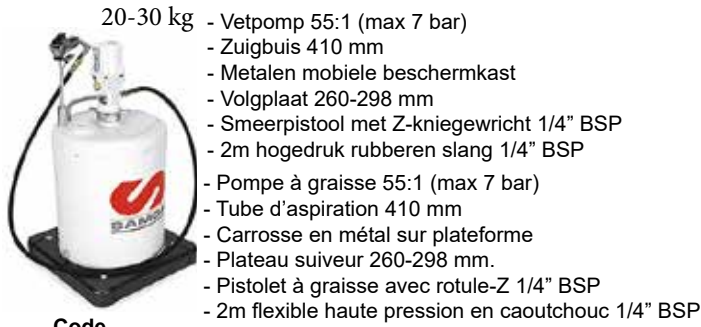 20-30 kg
- Vetpomp 55:1 (max 7 bar)
- Zuigbuis 410 mm
- Metalen mobiele beschermkast
- Volgplaat 260-298 mm
- Smeerpistool met Z-kniegewricht 1/4” BSP
- 2m hogedruk rubberen slang 1/4” BSP
- Pompe à graisse 55:1 (max 7 bar)
- Tube d’aspiration 410 mm
- Carrosse en métal sur plateforme
- Plateau suiveur 260-298 mm.
- Pistolet à graisse avec rotule-Z 1/4” BSP
- 2m flexible haute pression en caoutchouc 1/4” BSP
SAMOA
Code